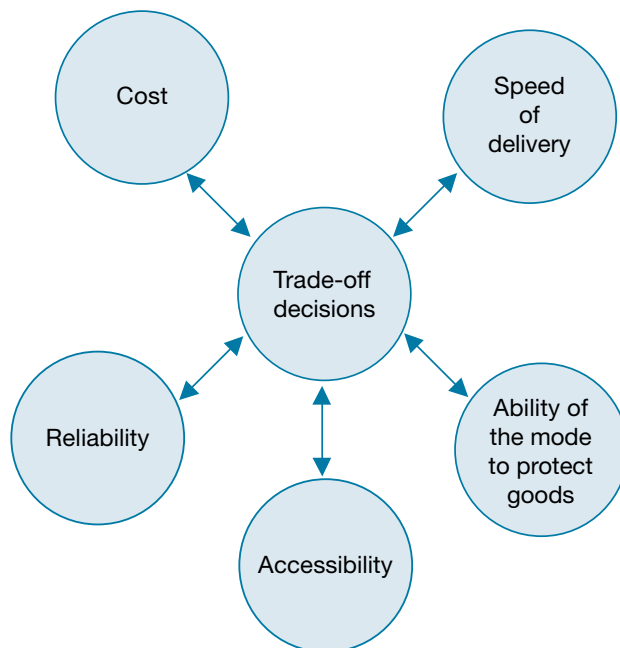 Cost
Speed
of
delivery
Trade-off
decisions
Reliability
Ability of
the mode
to protect
goods
Accessibility